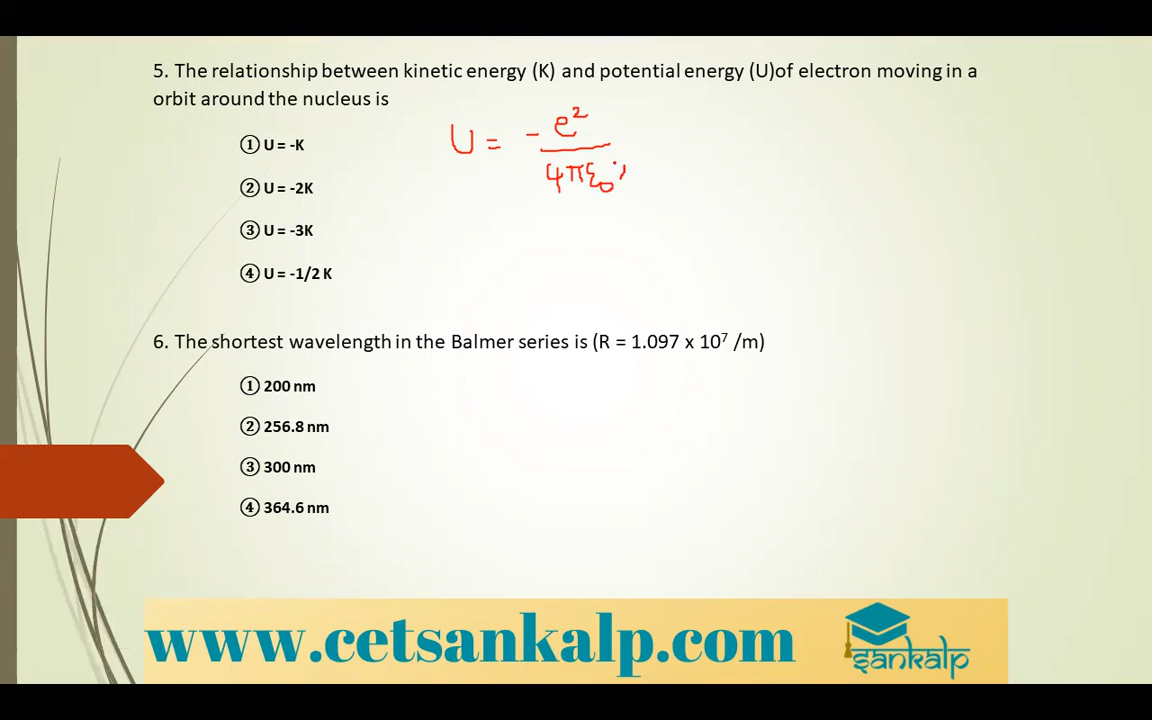 5. The relationship between kinetic energy (K) and potential energy (U)of electron moving in a
orbit around the nucleus is
① U = -K
② U = -2K
③ U = -3K
④ U = -1/2 K
U = - e²
4πε₀
6. The shortest wavelength in the Balmer series is (R = 1.097 x 10⁷ /m)
① 200 nm
② 256.8 nm
③ 300 nm
④ 364.6 nm
www.cetsankalp.com
sankalp